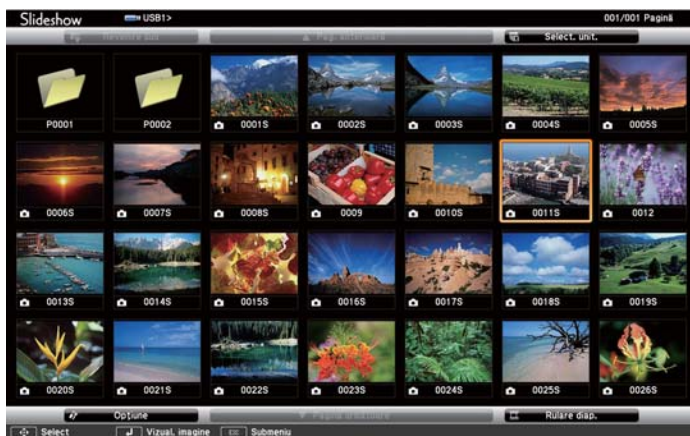 Slideshow USB1> 001/001 Pagină
Select. unit.
P0001 P0002 0001S 0002S 0003S 0004S 0005S
0006S 0007S 0008S 0009 0010S 0011S 0012
0013S 0014S 0015S 0016S 0017S 0018S 0019S
0020S 0021S 0022S 0023S 0024S 0025S 0026S
Opţiune Rulare diap.
Select Vizual. imagine Esc Submeniu